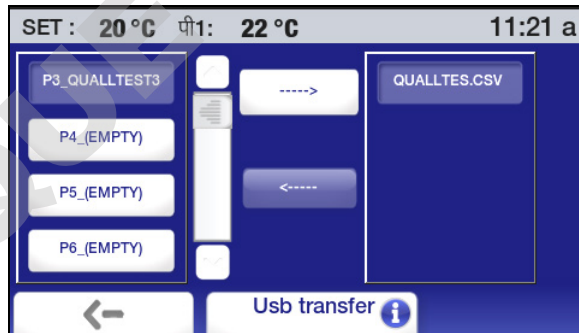 SET : 20 °C पी1: 22 °C 11:21 a
P3_QUALLTEST3
-----> 
QUALLTES.CSV
P4_(EMPTY)
P5_(EMPTY)
<-----
P6_(EMPTY)
Usb transfer